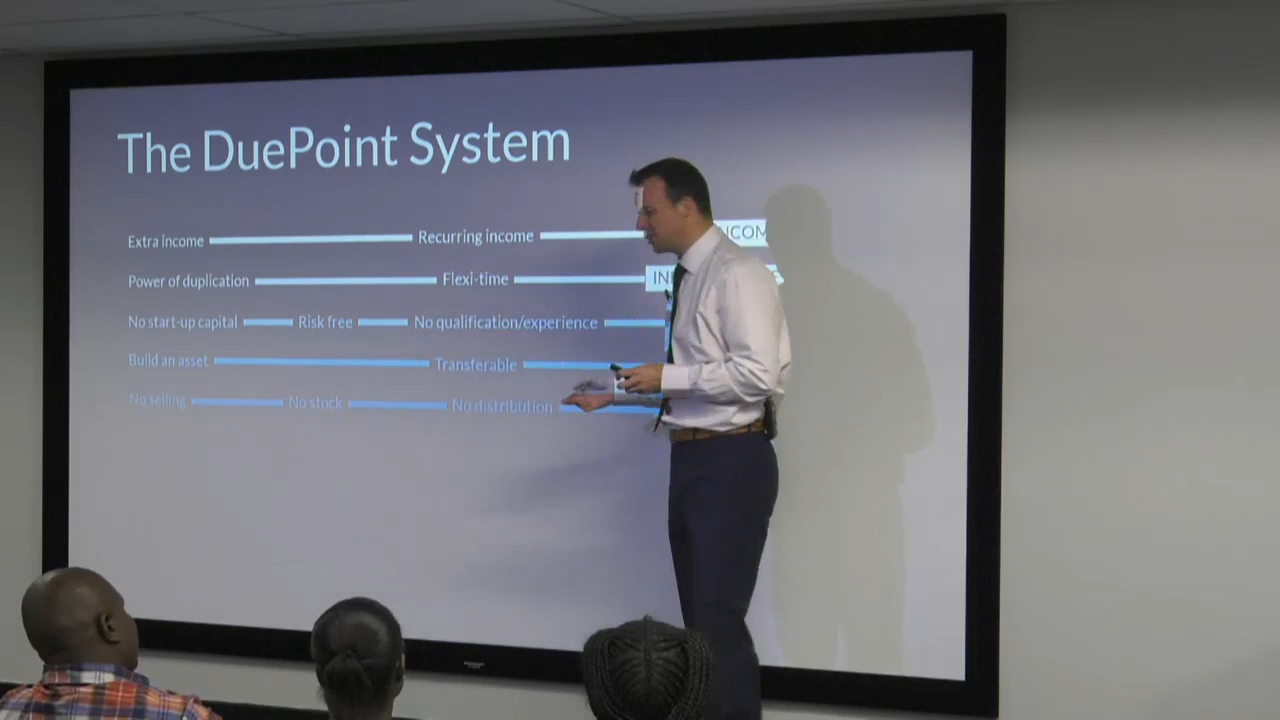 The DuePoint System
Extra income Recurring income
Power of duplication Flexi-time
No start-up capital Risk free No qualification/experience
Build an asset Transferable
No selling No stock No distribution